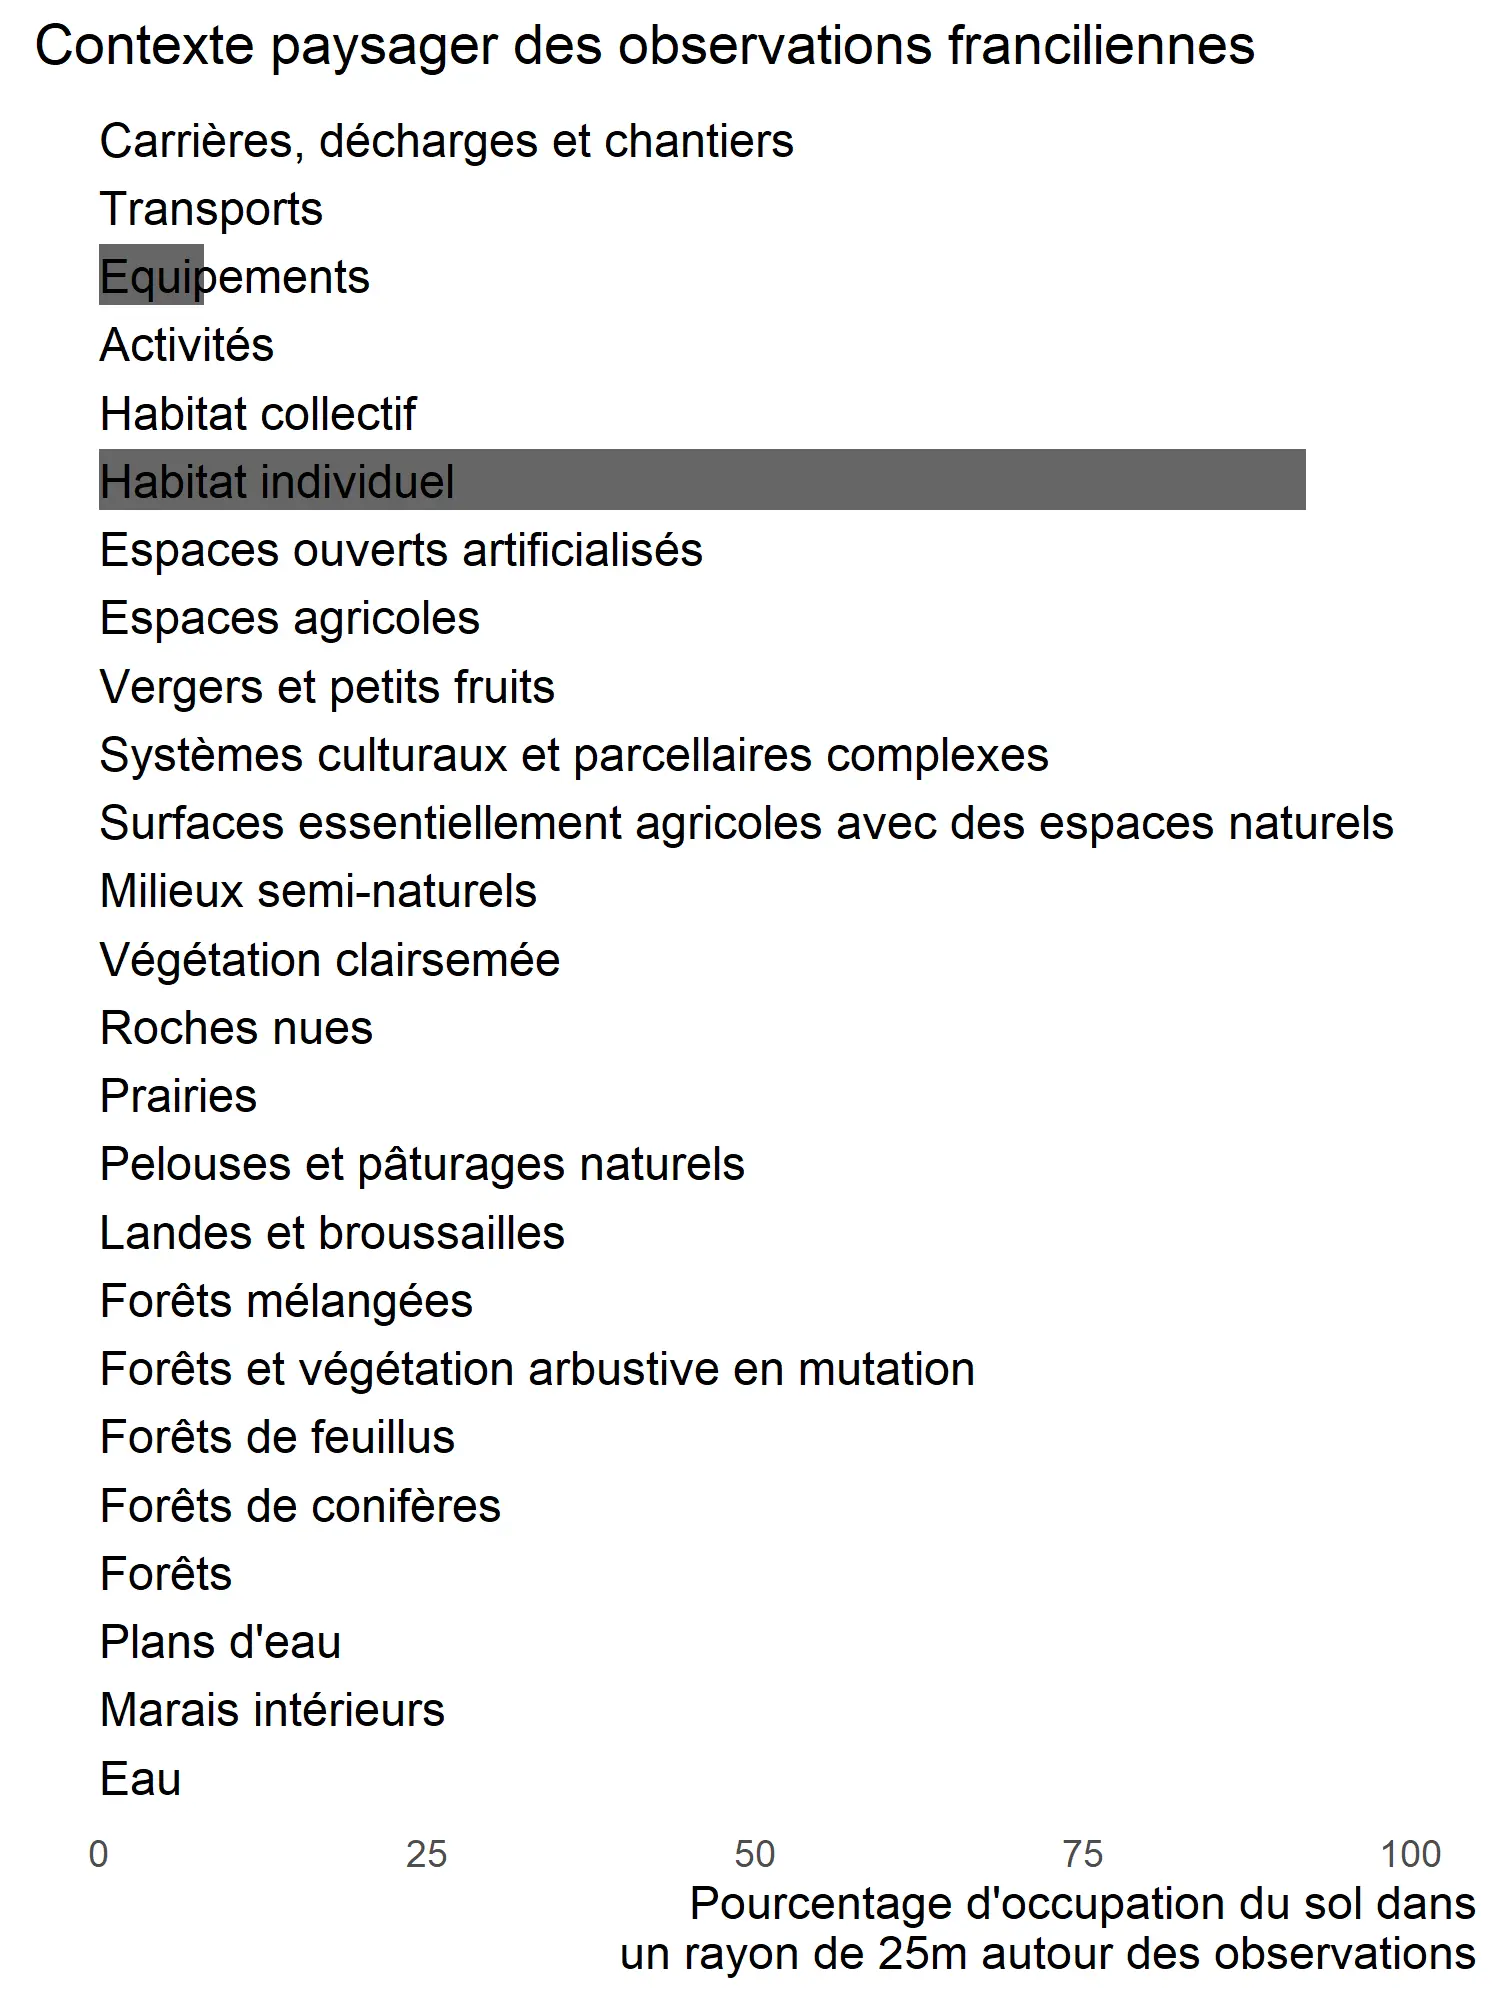 Contexte paysager des observations franciliennes
Carrières, décharges et chantiers
Transports
Equipements
Activités
Habitat collectif
Habitat individuel
Espaces ouverts artificialisés
Espaces agricoles
Vergers et petits fruits
Systèmes culturaux et parcellaires complexes
Surfaces essentiellement agricoles avec des espaces naturels
Milieux semi-naturels
Végétation clairsemée
Roches nues
Prairies
Pelouses et pâturages naturels
Landes et broussailles
Forêts mélangées
Forêts et végétation arbustive en mutation
Forêts de feuillus
Forêts de conifères
Forêts
Plans d'eau
Marais intérieurs
Eau
0 25 50 75 100
Pourcentage d'occupation du sol dans
un rayon de 25m autour des observations